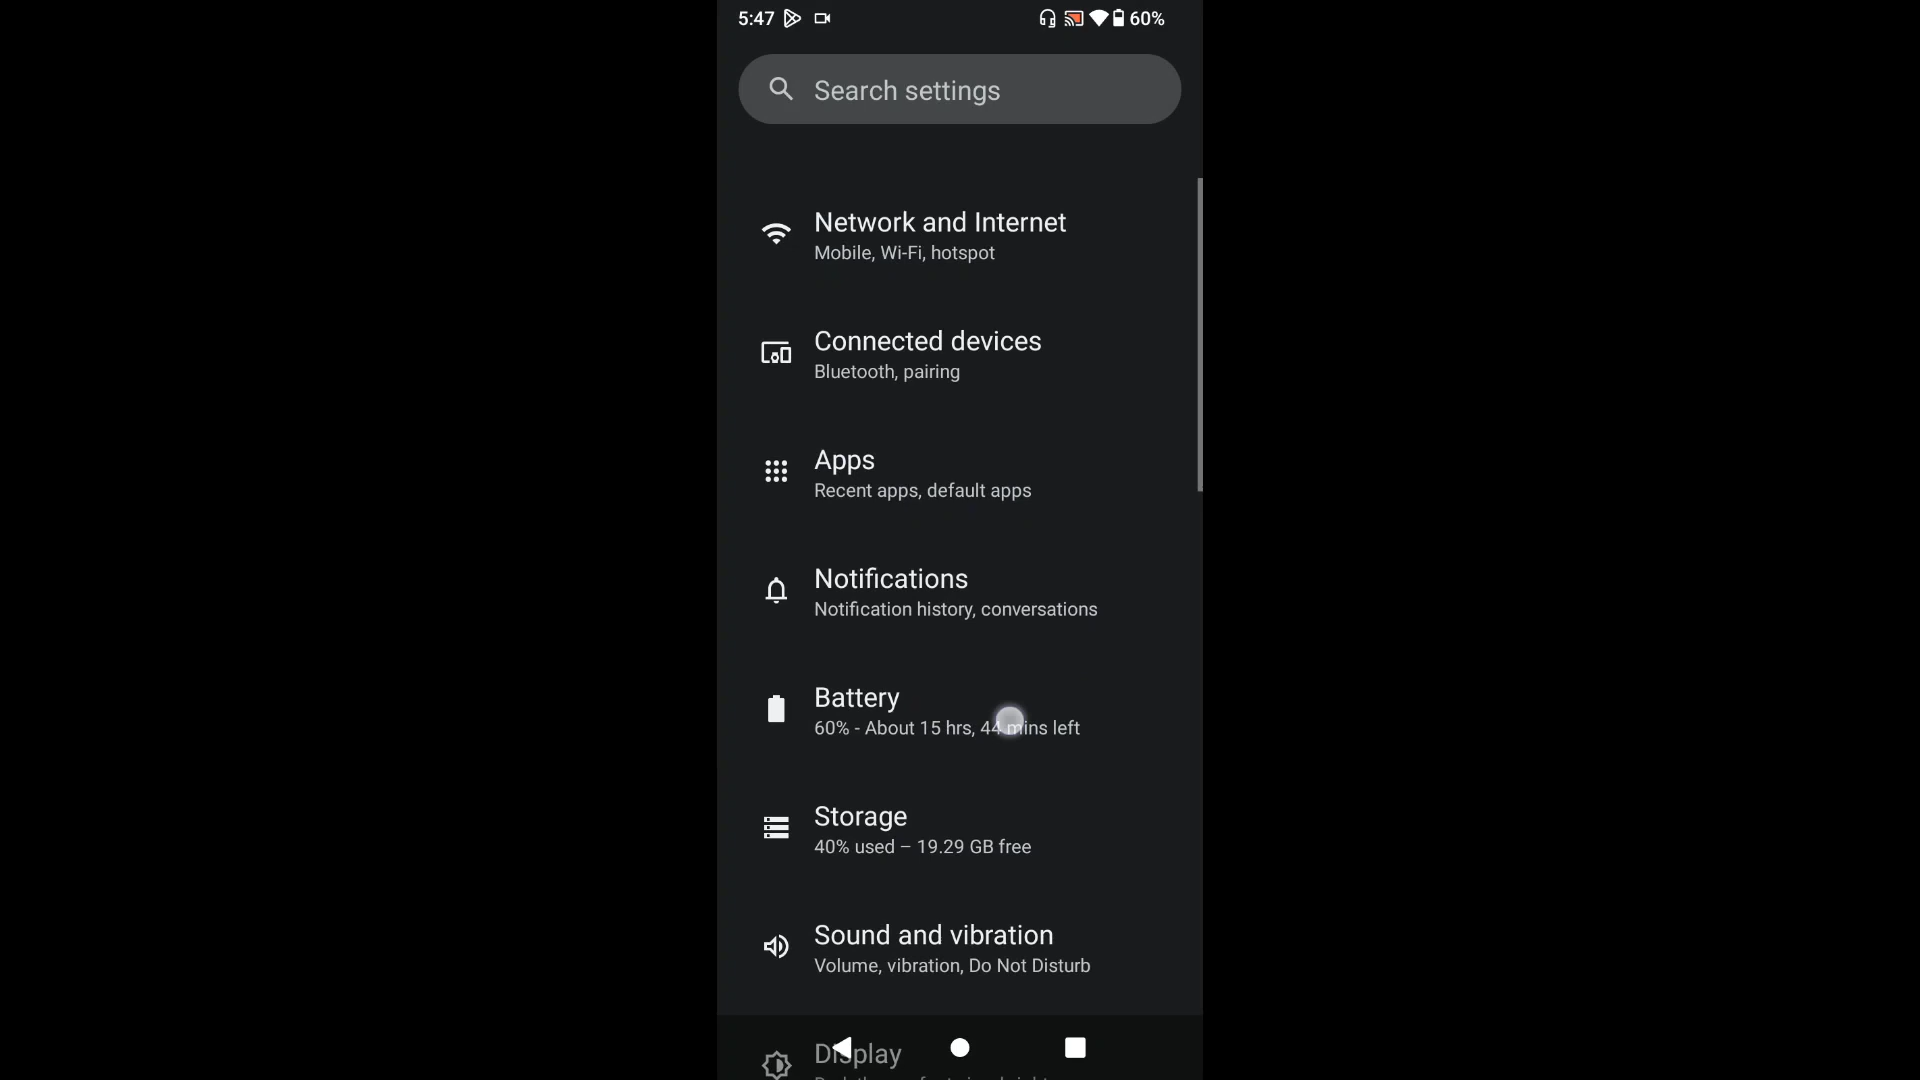 5:47 60%
Search settings
Network and Internet
Mobile, Wi-Fi, hotspot
Connected devices
Bluetooth, pairing
Apps
Recent apps, default apps
Notifications
Notification history, conversations
Battery
60% - About 15 hrs, 44 mins left
Storage
40% used – 19.29 GB free
Sound and vibration
Volume, vibration, Do Not Disturb
Display